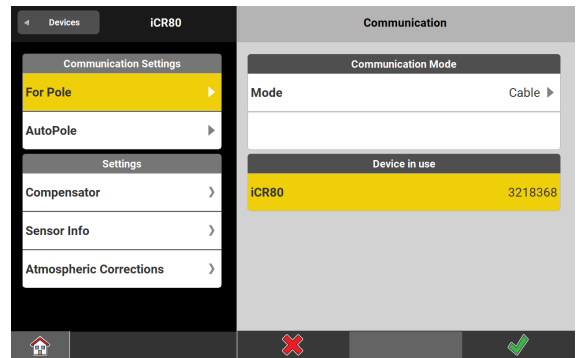 Devices
iCR80
Communication
Communication Settings
For Pole
AutoPole
Settings
Compensator
Sensor Info
Atmospheric Corrections
Communication Mode
Mode Cable
Device in use
iCR80 3218368